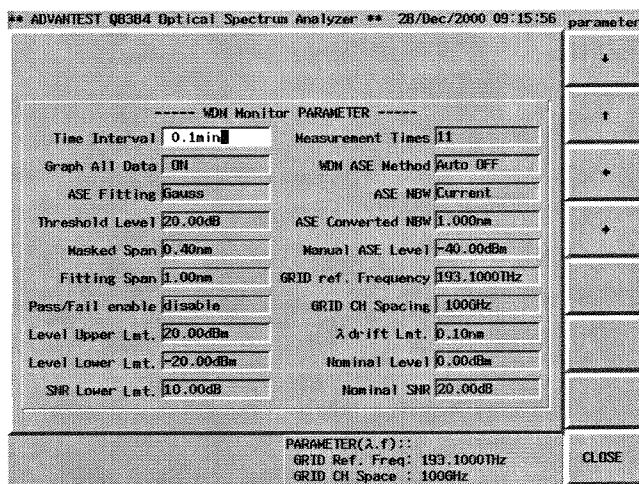 ** ADVANTEST Q8384 Optical Spectrum Analyzer ** 28/Dec/2000 09:15:56
parameter
----- WDM Monitor PARAMETER -----
Time Interval 0.1min
Measurement Times 11
Graph All Data ON
WDM ASE Method Auto OFF
ASE Fitting Gauss
ASE NBW Current
Threshold Level 20.00dB
ASE Converted NBW 1.000nm
Masked Span 0.40nm
Manual ASE Level -40.00dBm
Fitting Span 1.00nm
GRID ref. Frequency 193.1000THz
Pass/Fail enable disable
GRID CH Spacing 100GHz
Level Upper Lmt. 20.00dBm
λ drift Lmt. 0.10nm
Level Lower Lmt. -20.00dBm
Nominal Level 0.00dBm
SNR Lower Lmt. 10.00dB
Nominal SNR 20.00dB
PARAMETER(λ.f)::
GRID Ref. Freq: 193.1000THz
GRID CH Space : 100GHz
CLOSE